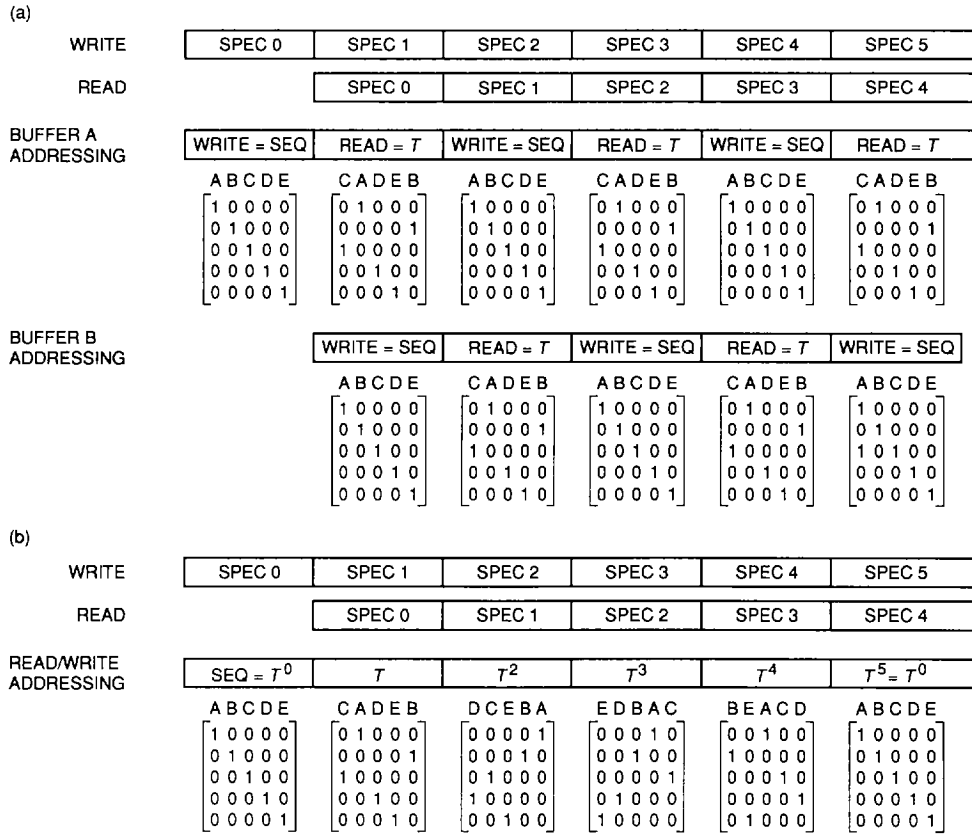 (a)
WRITE SPEC 0 SPEC 1 SPEC 2 SPEC 3 SPEC 4 SPEC 5
READ SPEC 0 SPEC 1 SPEC 2 SPEC 3 SPEC 4
BUFFER A
ADDRESSING WRITE = SEQ READ = T WRITE = SEQ READ = T WRITE = SEQ READ = T
A B C D E C A D E B A B C D E C A D E B A B C D E C A D E B
1 0 0 0 0 0 1 0 0 0 1 0 0 0 0 0 1 0 0 0 1 0 0 0 0 0 1 0 0 0
0 1 0 0 0 0 0 0 0 1 0 1 0 0 0 0 0 0 0 1 0 1 0 0 0 0 0 0 0 1
0 0 1 0 0 1 0 0 0 0 0 0 1 0 0 1 0 0 0 0 0 0 1 0 0 1 0 0 0 0
0 0 0 1 0 0 0 1 0 0 0 0 0 1 0 0 0 1 0 0 0 0 0 1 0 0 0 1 0 0
0 0 0 0 1 0 0 0 1 0 0 0 0 0 1 0 0 0 1 0 0 0 0 0 1 0 0 0 1 0
BUFFER B
ADDRESSING WRITE = SEQ READ = T WRITE = SEQ READ = T WRITE = SEQ
A B C D E C A D E B A B C D E C A D E B A B C D E
1 0 0 0 0 0 1 0 0 0 1 0 0 0 0 0 1 0 0 0 1 0 0 0 0
0 1 0 0 0 0 0 0 0 1 0 1 0 0 0 0 0 0 0 1 0 1 0 0 0
0 0 1 0 0 1 0 0 0 0 0 0 1 0 0 1 0 0 0 0 1 0 1 0 0
0 0 0 1 0 0 0 1 0 0 0 0 0 1 0 0 0 1 0 0 0 0 0 1 0
0 0 0 0 1 0 0 0 1 0 0 0 0 0 1 0 0 0 1 0 0 0 0 0 1
(b)
WRITE SPEC 0 SPEC 1 SPEC 2 SPEC 3 SPEC 4 SPEC 5
READ SPEC 0 SPEC 1 SPEC 2 SPEC 3 SPEC 4
READ/WRITE
ADDRESSING SEQ = T⁰ T T² T³ T⁴ T⁵ = T⁰
A B C D E C A D E B D C E B A E D B A C B E A C D A B C D E
1 0 0 0 0 0 1 0 0 0 0 0 0 0 1 0 0 0 1 0 0 0 1 0 0 1 0 0 0 0
0 1 0 0 0 0 0 0 0 1 0 0 0 1 0 0 0 1 0 0 1 0 0 0 0 0 1 0 0 0
0 0 1 0 0 1 0 0 0 0 0 1 0 0 0 0 0 0 0 1 0 0 0 1 0 0 0 1 0 0
0 0 0 1 0 0 0 1 0 0 1 0 0 0 0 0 1 0 0 0 0 0 0 0 1 0 0 0 1 0
0 0 0 0 1 0 0 0 1 0 0 0 1 0 0 1 0 0 0 0 0 1 0 0 0 0 0 0 0 1